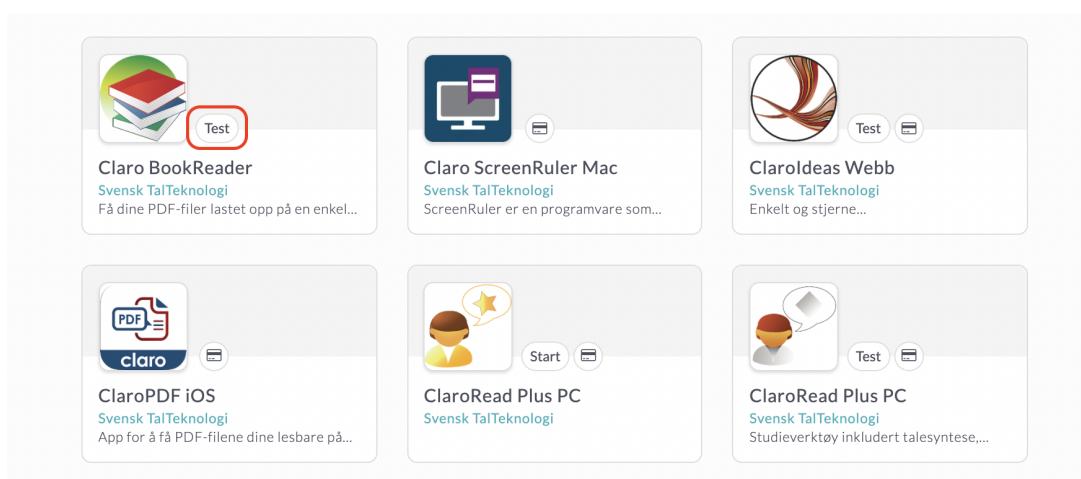 Test
Claro BookReader
Svensk TalTeknologi
Få dine PDF-filer lastet opp på en enkel...
Claro ScreenRuler Mac
Svensk TalTeknologi
ScreenRuler er en programvare som...
Test
ClaroIdeas Webb
Svensk TalTeknologi
Enkelt og stjerne...
PDF
claro
ClaroPDF iOS
Svensk TalTeknologi
App for å få PDF-filene dine lesbare på...
Start
ClaroRead Plus PC
Svensk TalTeknologi
Test
ClaroRead Plus PC
Svensk TalTeknologi
Studieverktøy inkludert talesyntese,...